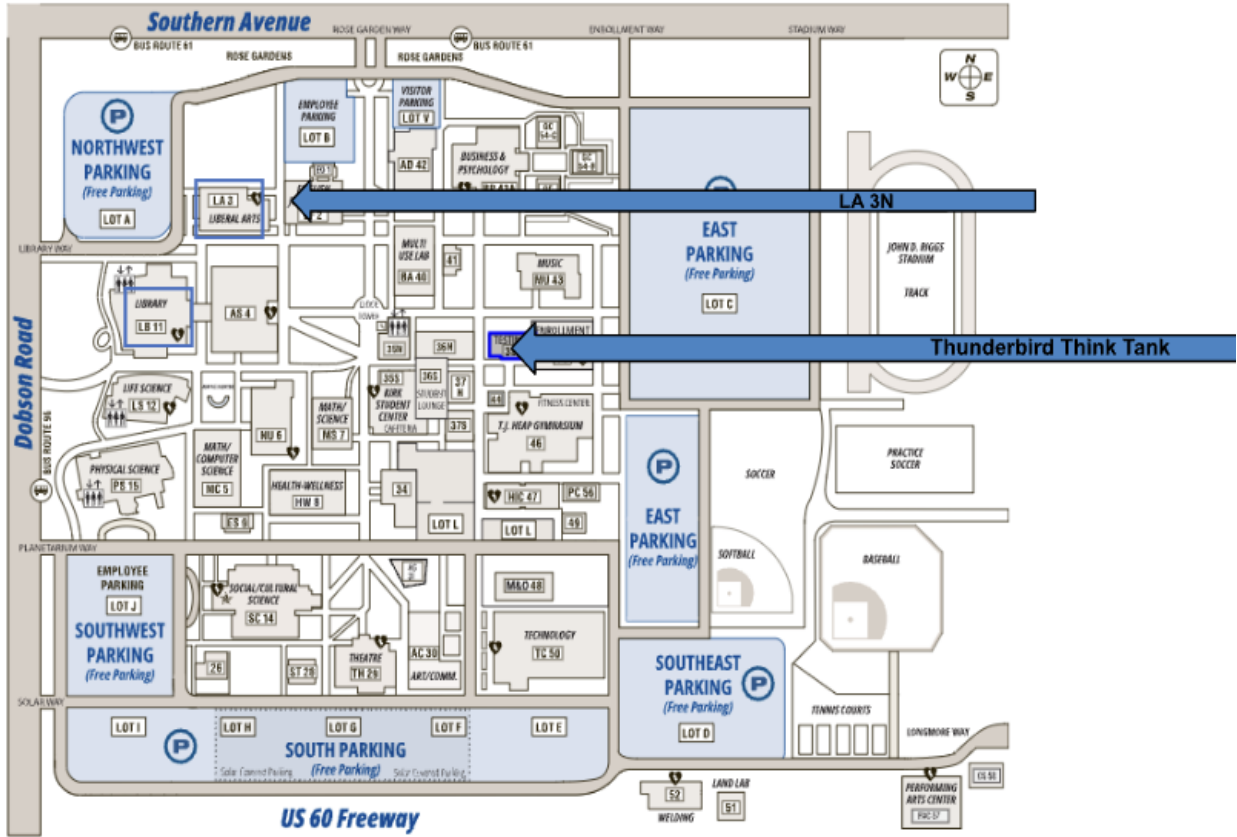 Southern Avenue
ROSE GARDEN WAY
ENROLLMENT WAY
STADIUM WAY
BUS ROUTE 61
ROSE GARDENS
ROSE GARDENS
BUS ROUTE 61
N
W E
S
P
NORTHWEST
PARKING
(Free Parking)
LOT A
EMPLOYEE
PARKING
LOT B
VISITOR
PARKING
LOT V
AD 42
BUSINESS &
PSYCHOLOGY
LA 3
LIBERAL ARTS
LA 3N
EAST
PARKING
(Free Parking)
LOT C
JOHN D. RIGGS
STADIUM
TRACK
LIBRARY WAY
MULTI
USE LAB
BA 40
41
MUSIC
MU 43
LIBRARY
LB 11
AS 4
35N
36N
ENROLLMENT
Thunderbird Think Tank
Dobson Road
BUS ROUTE 96
LIFE SCIENCE
LS 12
NU 6
MATH/
SCIENCE
MS 7
35S
KIRK
STUDENT
CENTER
CAFETERIA
36S
STUDENT
LOUNGE
37
N
37S
44
FITNESS CENTER
T.J. HEAP GYMNASIUM
46
PHYSICAL SCIENCE
PS 15
MATH/
COMPUTER
SCIENCE
MC 5
HEALTH-WELLNESS
HW 8
34
LOT L
HIC 47
PC 56
LOT L
49
ES 9
P
EAST
PARKING
(Free Parking)
SOCCER
PRACTICE
SOCCER
SOFTBALL
BASEBALL
PLANETARIUM WAY
EMPLOYEE
PARKING
LOT J
SOUTHWEST
PARKING
(Free Parking)
SOCIAL/CULTURAL
SCIENCE
SC 14
M&O 48
TECHNOLOGY
TC 50
26
ST 28
THEATRE
TH 29
AC 30
ART/COMM.
SOUTHEAST
PARKING
(Free Parking)
P
LOT D
TENNIS COURTS
SOLAR WAY
LOT I
P
LOT H
LOT G
LOT F
LOT E
SOUTH PARKING
(Free Parking)
Solar Covered Parking
Solar Covered Parking
LONGMORE WAY
52
WELDING
LAND LAB
51
PERFORMING
ARTS CENTER
PAC 57
US 60 Freeway